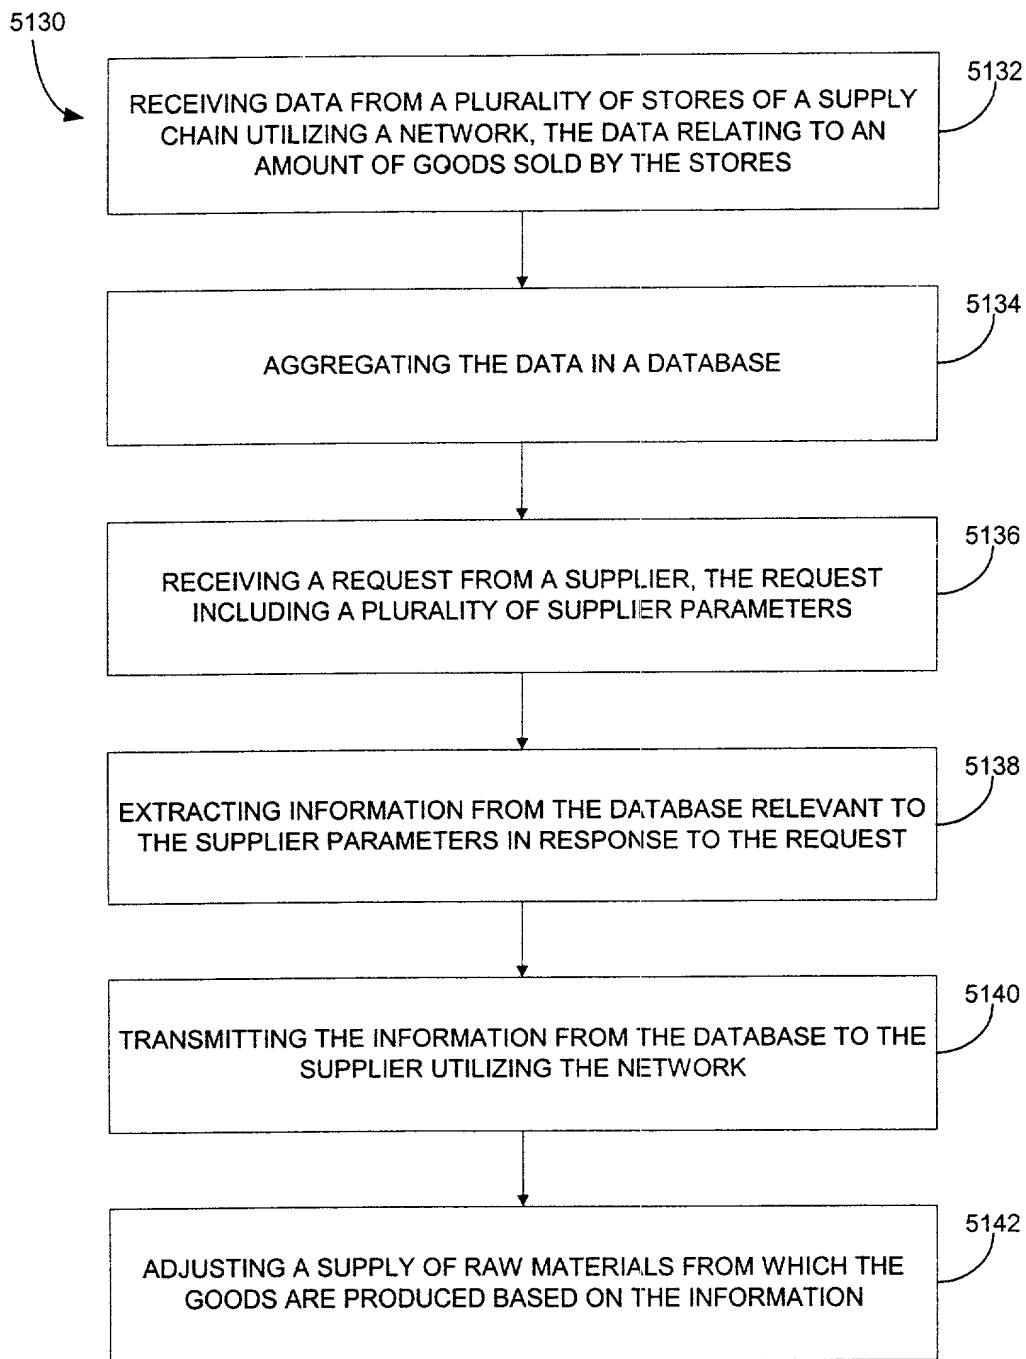 5130
5132
RECEIVING DATA FROM A PLURALITY OF STORES OF A SUPPLY
CHAIN UTILIZING A NETWORK, THE DATA RELATING TO AN
AMOUNT OF GOODS SOLD BY THE STORES
5134
AGGREGATING THE DATA IN A DATABASE
5136
RECEIVING A REQUEST FROM A SUPPLIER, THE REQUEST
INCLUDING A PLURALITY OF SUPPLIER PARAMETERS
5138
EXTRACTING INFORMATION FROM THE DATABASE RELEVANT TO
THE SUPPLIER PARAMETERS IN RESPONSE TO THE REQUEST
5140
TRANSMITTING THE INFORMATION FROM THE DATABASE TO THE
SUPPLIER UTILIZING THE NETWORK
5142
ADJUSTING A SUPPLY OF RAW MATERIALS FROM WHICH THE
GOODS ARE PRODUCED BASED ON THE INFORMATION